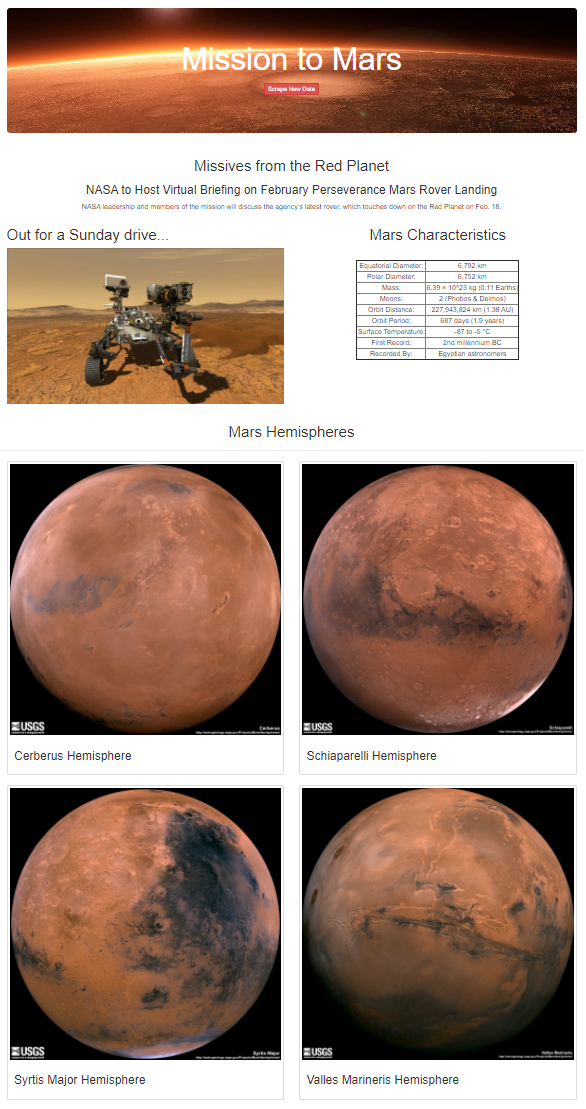 Mission to Mars
Scrape New Data
Missives from the Red Planet
NASA to Host Virtual Briefing on February Perseverance Mars Rover Landing
NASA leadership and members of the mission will discuss the agency's latest rover, which touches down on the Red Planet on Feb. 18.
Out for a Sunday drive...
Mars Characteristics
Equatorial Diameter: 6,792 km
Polar Diameter: 6,752 km
Mass: 6.39 × 10^23 kg (0.11 Earths)
Moons: 2 (Phobos & Deimos)
Orbit Distance: 227,943,824 km (1.38 AU)
Orbit Period: 687 days (1.9 years)
Surface Temperature: -87 to -5 °C
First Record: 2nd millennium BC
Recorded By: Egyptian astronomers
Mars Hemispheres
USGS
Cerberus
USGS
Schiaparelli
Cerberus Hemisphere
Schiaparelli Hemisphere
USGS
Syrtis Major
USGS
Valles Marineris
Syrtis Major Hemisphere
Valles Marineris Hemisphere